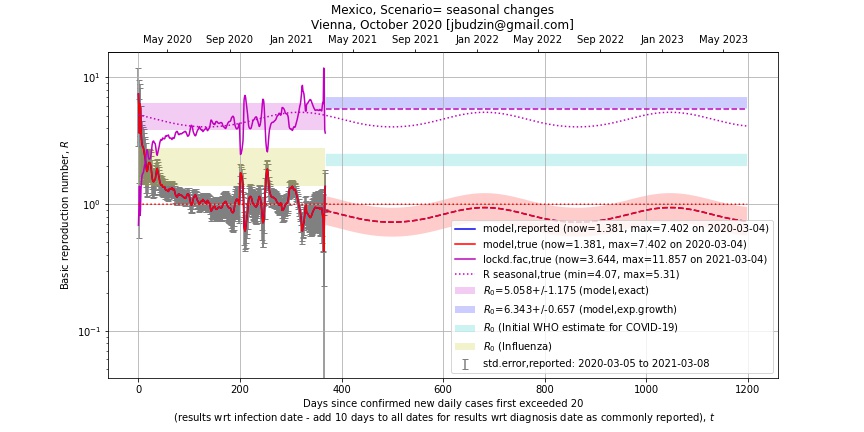 Mexico, Scenario= seasonal changes
Vienna, October 2020 [jbudzin@gmail.com]
May 2020 Sep 2020 Jan 2021 May 2021 Sep 2021 Jan 2022 May 2022 Sep 2022 Jan 2023 May 2023
Basic reproduction number, R
10¹
10⁰
10⁻¹
model,reported (now=1.381, max=7.402 on 2020-03-04)
model,true (now=1.381, max=7.402 on 2020-03-04)
lockd.fac,true (now=3.644, max=11.857 on 2021-03-04)
R seasonal,true (min=4.07, max=5.31)
R₀=5.058+/-1.175 (model,exact)
R₀=6.343+/-0.657 (model,exp.growth)
R₀ (Initial WHO estimate for COVID-19)
R₀ (Influenza)
std.error,reported: 2020-03-05 to 2021-03-08
0 200 400 600 800 1000 1200
Days since confirmed new daily cases first exceeded 20
(results wrt infection date - add 10 days to all dates for results wrt diagnosis date as commonly reported), t